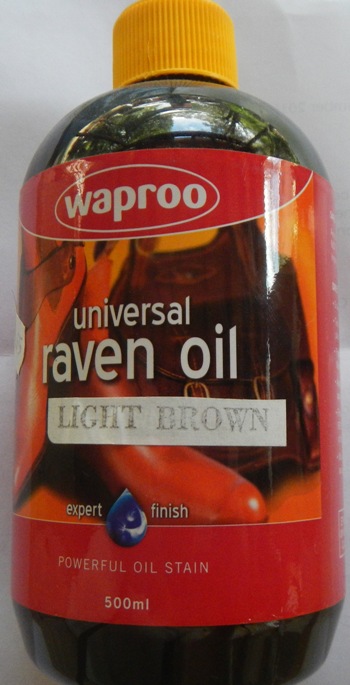 waproo
universal
raven oil
LIGHT BROWN
expert finish
POWERFUL OIL STAIN
500ml